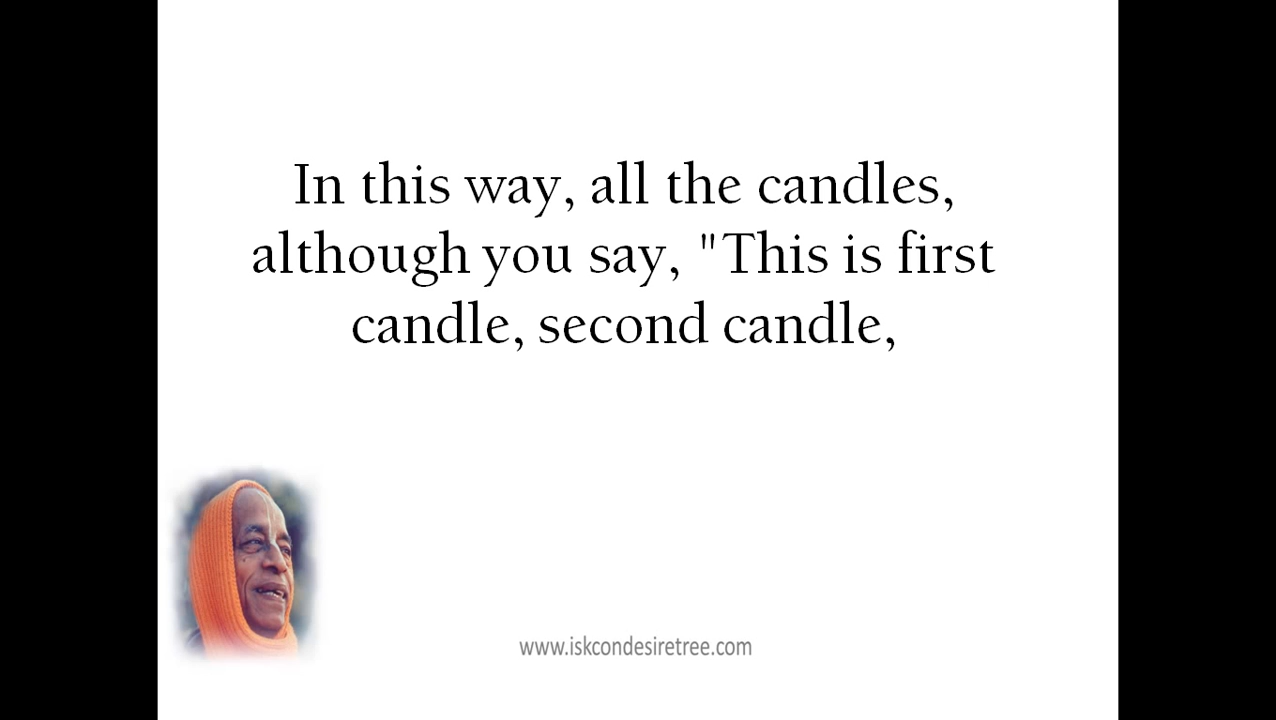 In this way, all the candles,
although you say, "This is first
candle, second candle,
www.iskcondesiretree.com